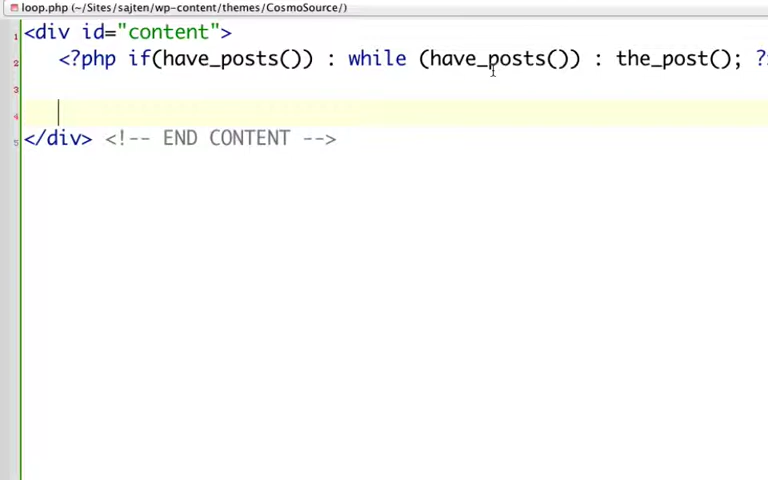 loop.php (~/Sites/sajten/wp-content/themes/CosmoSource/)
1 <div id="content">
2 <?php if(have_posts()) : while (have_posts()) : the_post(); ?
3
4
5 </div> <!-- END CONTENT -->